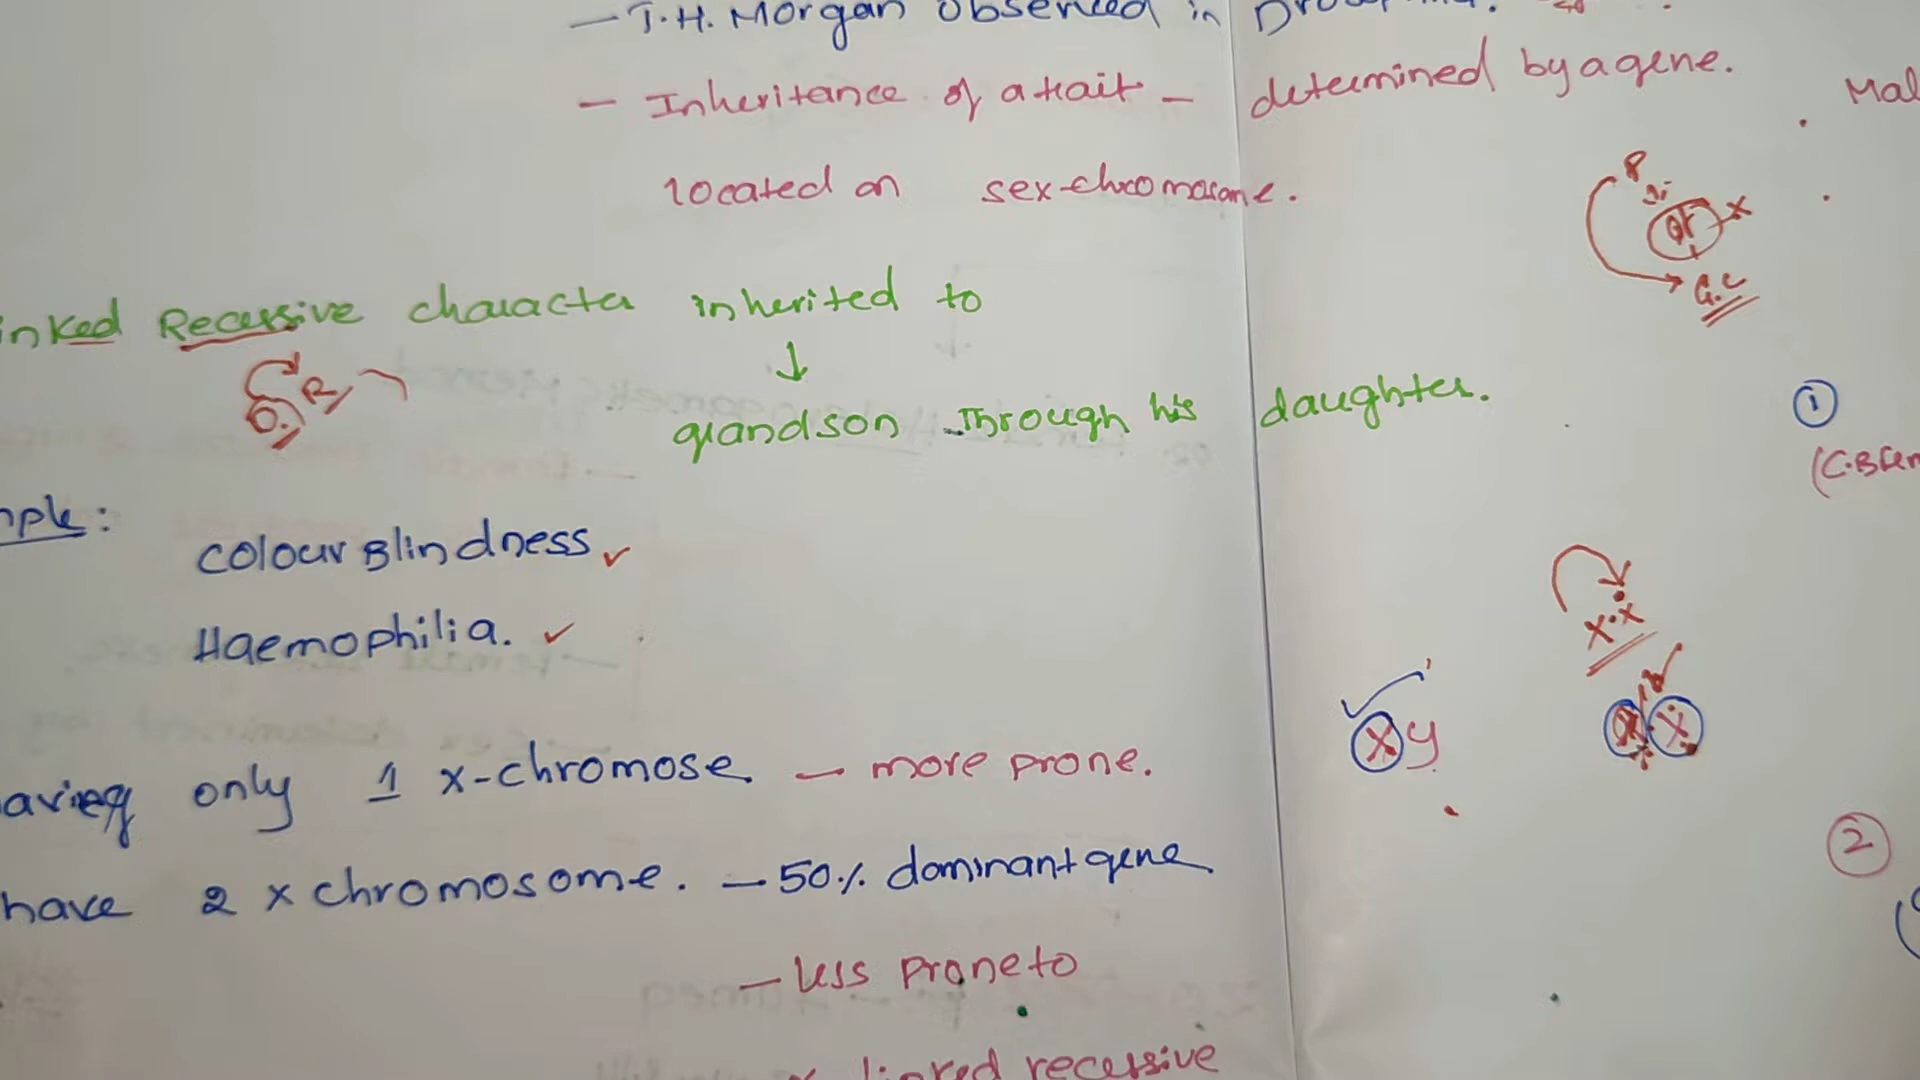 - T.H. Morgan observed in
- Inheritance of a trait - determined by a gene.
located on sex-chromosome.
inked Recessive character inherited to
↓
grandson Through his daughter.
mple:
Colour Blindness ✓
Haemophilia. ✓
aving only 1 x-chromose - more prone.
have 2 x chromosome. - 50% dominant gene
- less prone to
linked recessive
Mal
P
X
G.C
D. R
①
(C.B
X X
X Y
X
②